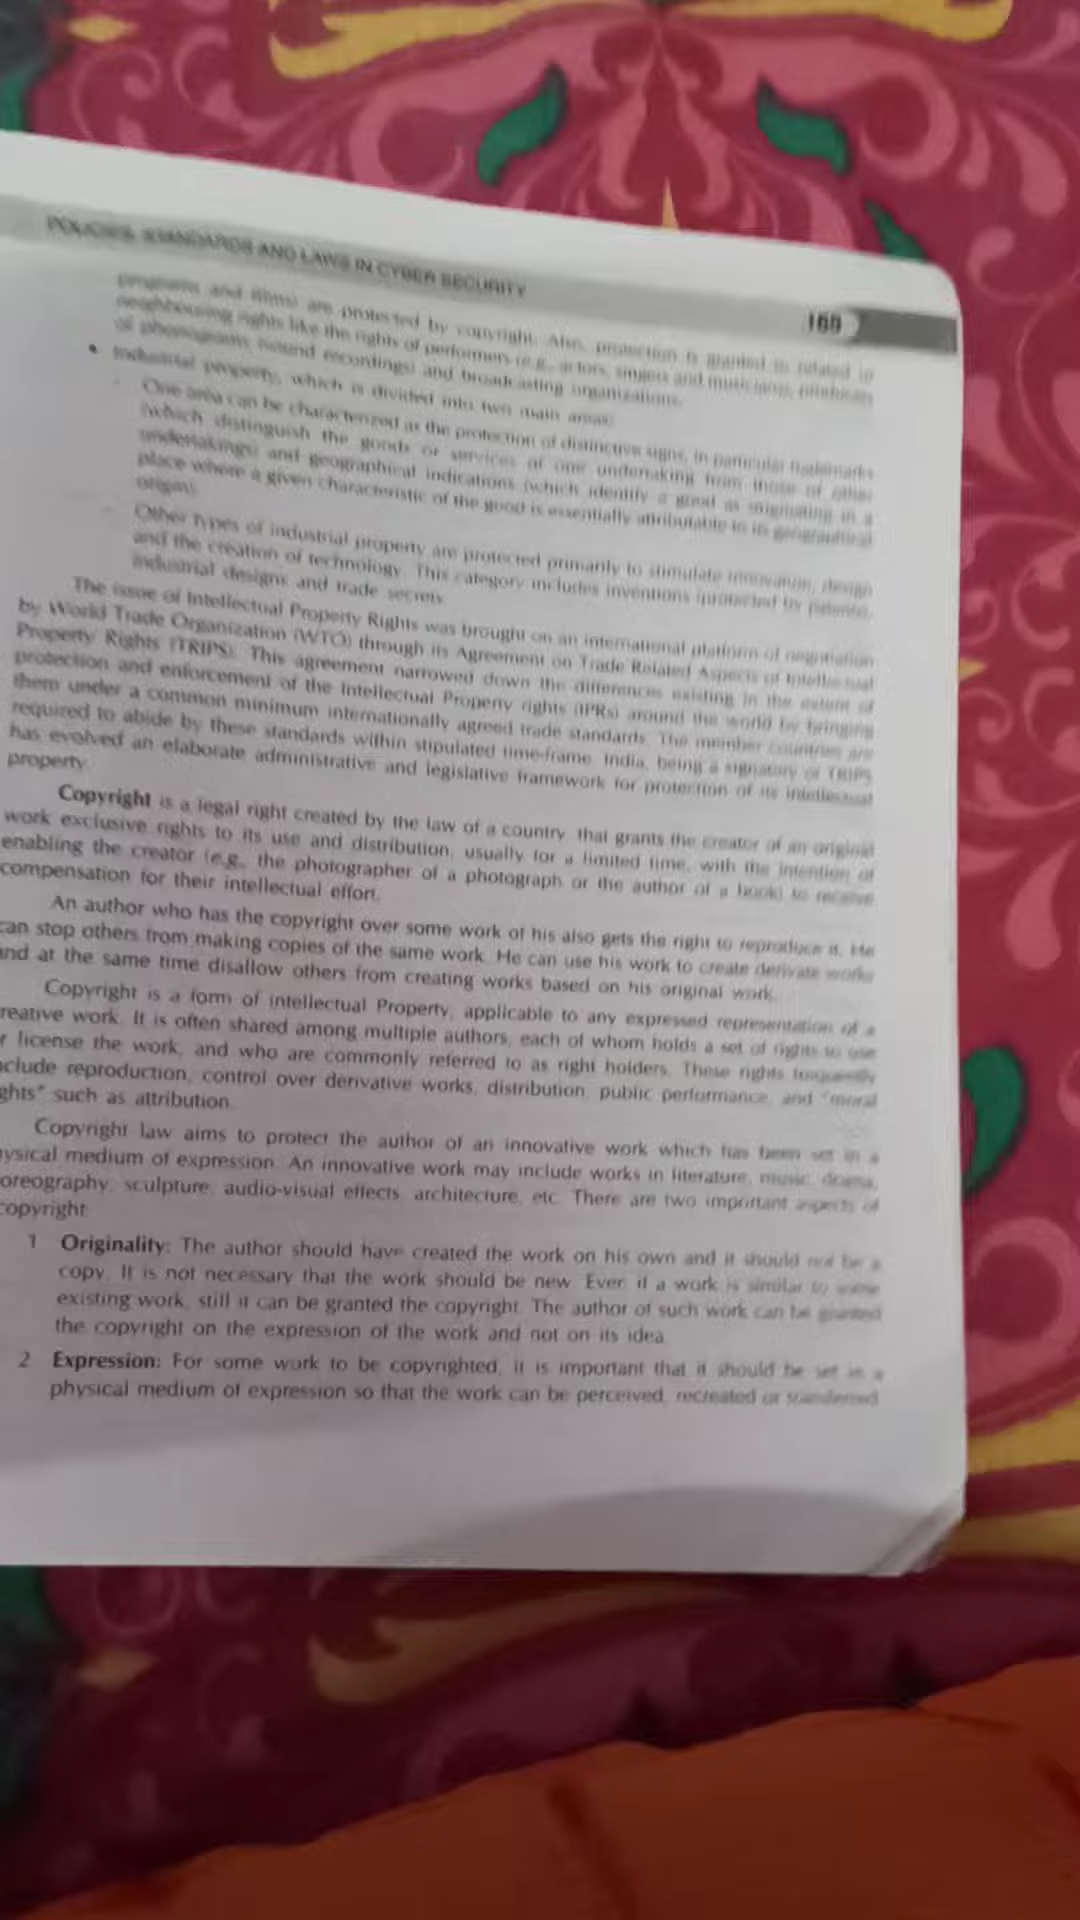 POLICIES, STANDARDS AND LAWS IN CYBER SECURITY
169
programs and films) are protected by copyright. Also, protection is granted to related or
neighbouring rights like the rights of performers (e.g., actors, singers and musicians), producers
of phonograms (sound recordings) and broadcasting organizations.
• Industrial property, which is divided into two main areas:
- One area can be characterized as the protection of distinctive signs, in particular trademarks
(which distinguish the goods or services of one undertaking from those of other
undertakings) and geographical indications (which identify a good as originating in a
place where a given characteristic of the good is essentially attributable to its geographical
origin).
- Other types of industrial property are protected primarily to stimulate innovation, design
and the creation of technology. This category includes inventions (protected by patents),
industrial designs and trade secrets.
The issue of Intellectual Property Rights was brought on an international platform of negotiation
by World Trade Organization (WTO) through its Agreement on Trade Related Aspects of Intellectual
Property Rights (TRIPS). This agreement narrowed down the differences existing in the extent of
protection and enforcement of the Intellectual Property rights (IPRs) around the world by bringing
them under a common minimum internationally agreed trade standards. The member countries are
required to abide by these standards within stipulated time-frame. India, being a signatory of TRIPS
has evolved an elaborate administrative and legislative framework for protection of its intellectual
property.
Copyright is a legal right created by the law of a country, that grants the creator of an original
work exclusive rights to its use and distribution, usually for a limited time, with the intention of
enabling the creator (e.g., the photographer of a photograph or the author of a book) to receive
compensation for their intellectual effort.
An author who has the copyright over some work of his also gets the right to reproduce it. He
can stop others from making copies of the same work. He can use his work to create derivate works
and at the same time disallow others from creating works based on his original work.
Copyright is a form of intellectual Property, applicable to any expressed representation of a
reative work. It is often shared among multiple authors, each of whom holds a set of rights to use
r license the work, and who are commonly referred to as right holders. These rights frequently
nclude reproduction, control over derivative works, distribution, public performance, and "moral
ghts" such as attribution.
Copyright law aims to protect the author of an innovative work which has been set in a
ysical medium of expression. An innovative work may include works in literature, music, drama,
oreography, sculpture, audio-visual effects, architecture, etc. There are two important aspects of
copyright:
1 Originality: The author should have created the work on his own and it should not be a
copy. It is not necessary that the work should be new. Even if a work is similar to some
existing work, still it can be granted the copyright. The author of such work can be granted
the copyright on the expression of the work and not on its idea.
2 Expression: For some work to be copyrighted, it is important that it should be set in a
physical medium of expression so that the work can be perceived, recreated or transferred